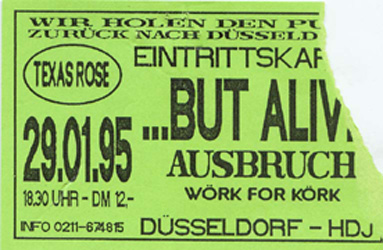 WIR HOLEN DEN PU
ZURÜCK NACH DÜSSELD
TEXAS ROSE
EINTRITTSKAR
29.01.95
...BUT ALIV
AUSBRUCH
18.30 UHR - DM 12,-
WÖRK FOR KÖRK
INFO 0211-674815
DÜSSELDORF - HDJ